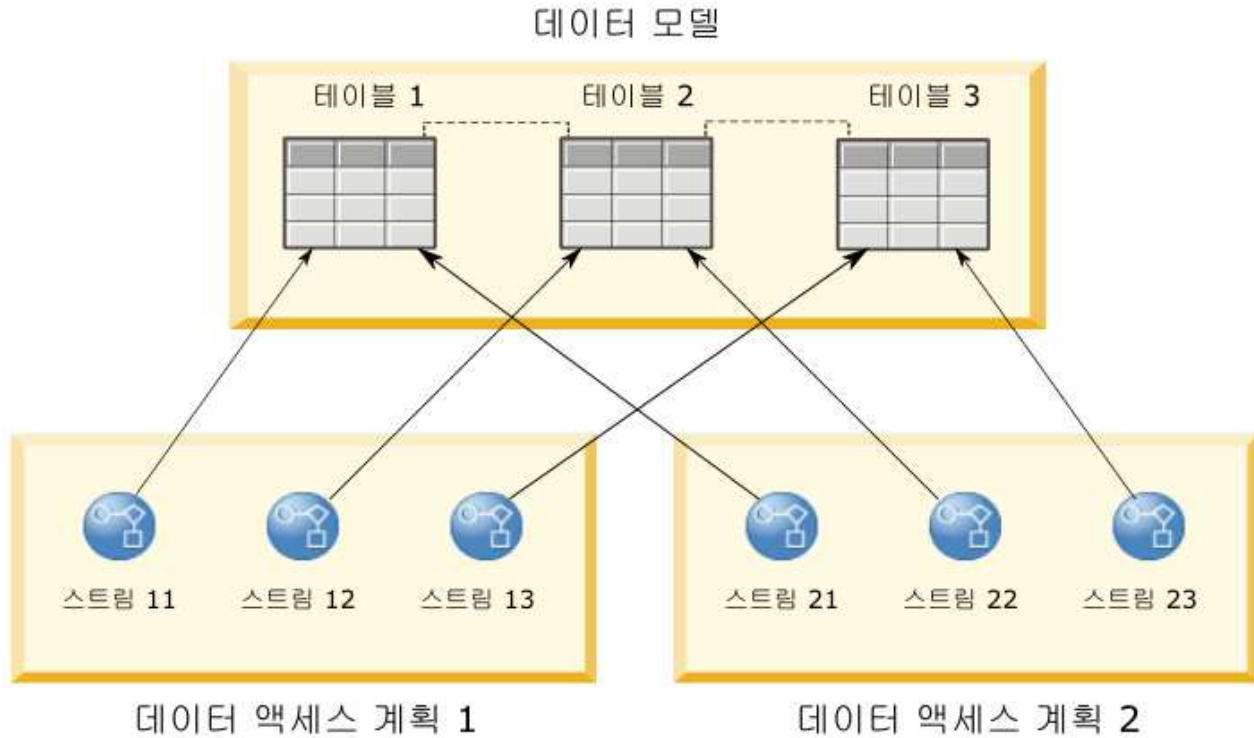 데이터 모델
테이블 1
테이블 2
테이블 3
스트림 11
스트림 12
스트림 13
스트림 21
스트림 22
스트림 23
데이터 액세스 계획 1
데이터 액세스 계획 2